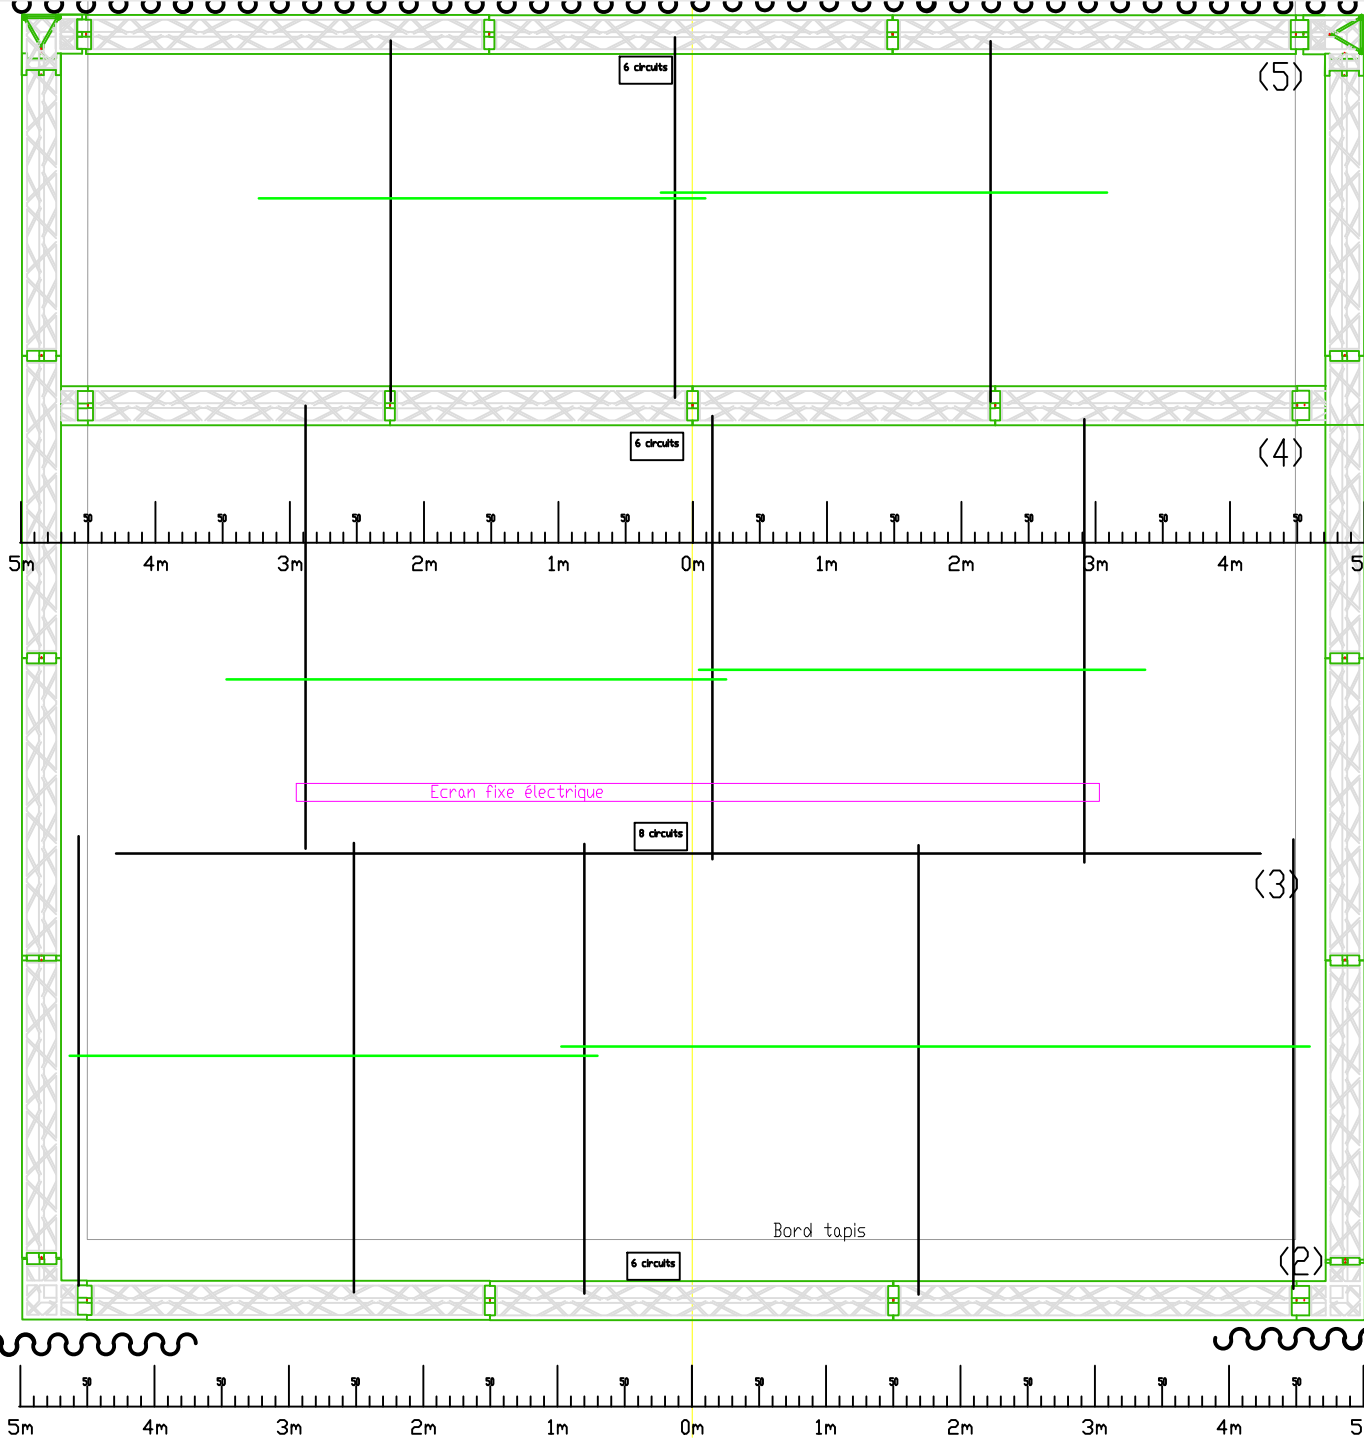 6 circuits
(5)
6 circuits
(4)
50 50 50 50 50 50 50 50 50 50
5m 4m 3m 2m 1m 0m 1m 2m 3m 4m 5
Ecran fixe électrique
8 circuits
(3)
Bord tapis
6 circuits
(2)
50 50 50 50 50 50 50 50 50 50
5m 4m 3m 2m 1m 0m 1m 2m 3m 4m 5